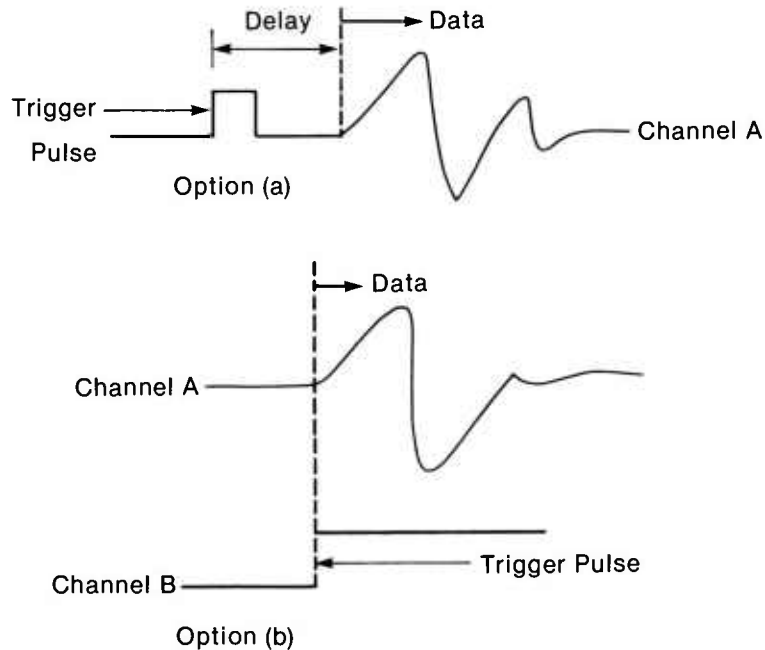 Delay
Data
Trigger
Pulse
Channel A
Option (a)
Data
Channel A
Trigger Pulse
Channel B
Option (b)